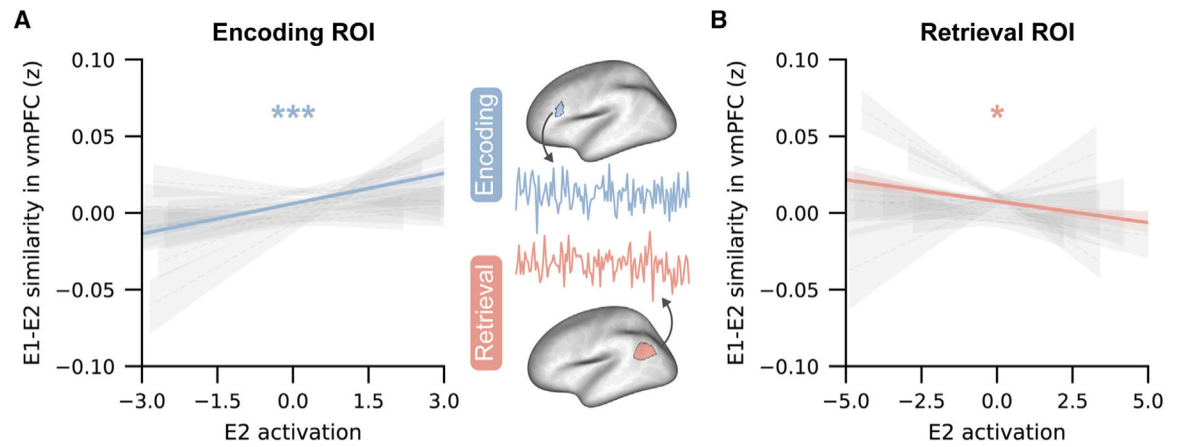 A
Encoding ROI
E1-E2 similarity in vmPFC (z)
0.10
0.05
0.00
−0.05
−0.10
***
−3.0
−1.5
0.0
1.5
3.0
E2 activation
Encoding
Retrieval
B
Retrieval ROI
E1-E2 similarity in vmPFC (z)
0.10
0.05
0.00
−0.05
−0.10
*
−5.0
−2.5
0.0
2.5
5.0
E2 activation